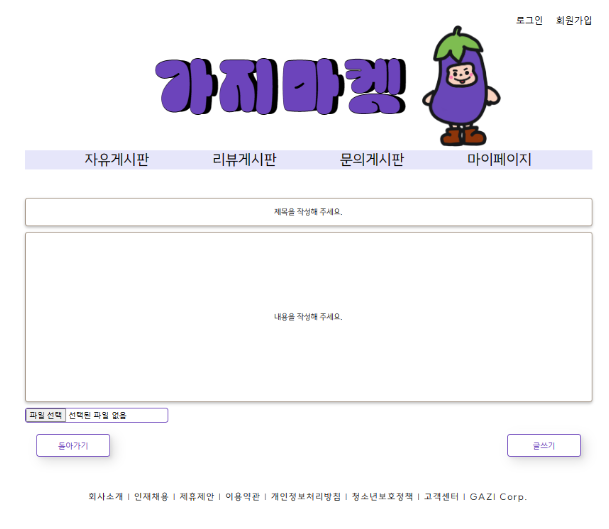 로그인 회원가입
가지마켓
자유게시판 리뷰게시판 문의게시판 마이페이지
제목을 작성해 주세요.
내용을 작성해 주세요.
파일 선택 선택된 파일 없음
돌아가기 글쓰기
회사소개 | 인재채용 | 제휴제안 | 이용약관 | 개인정보처리방침 | 청소년보호정책 | 고객센터 | GAZI Corp.